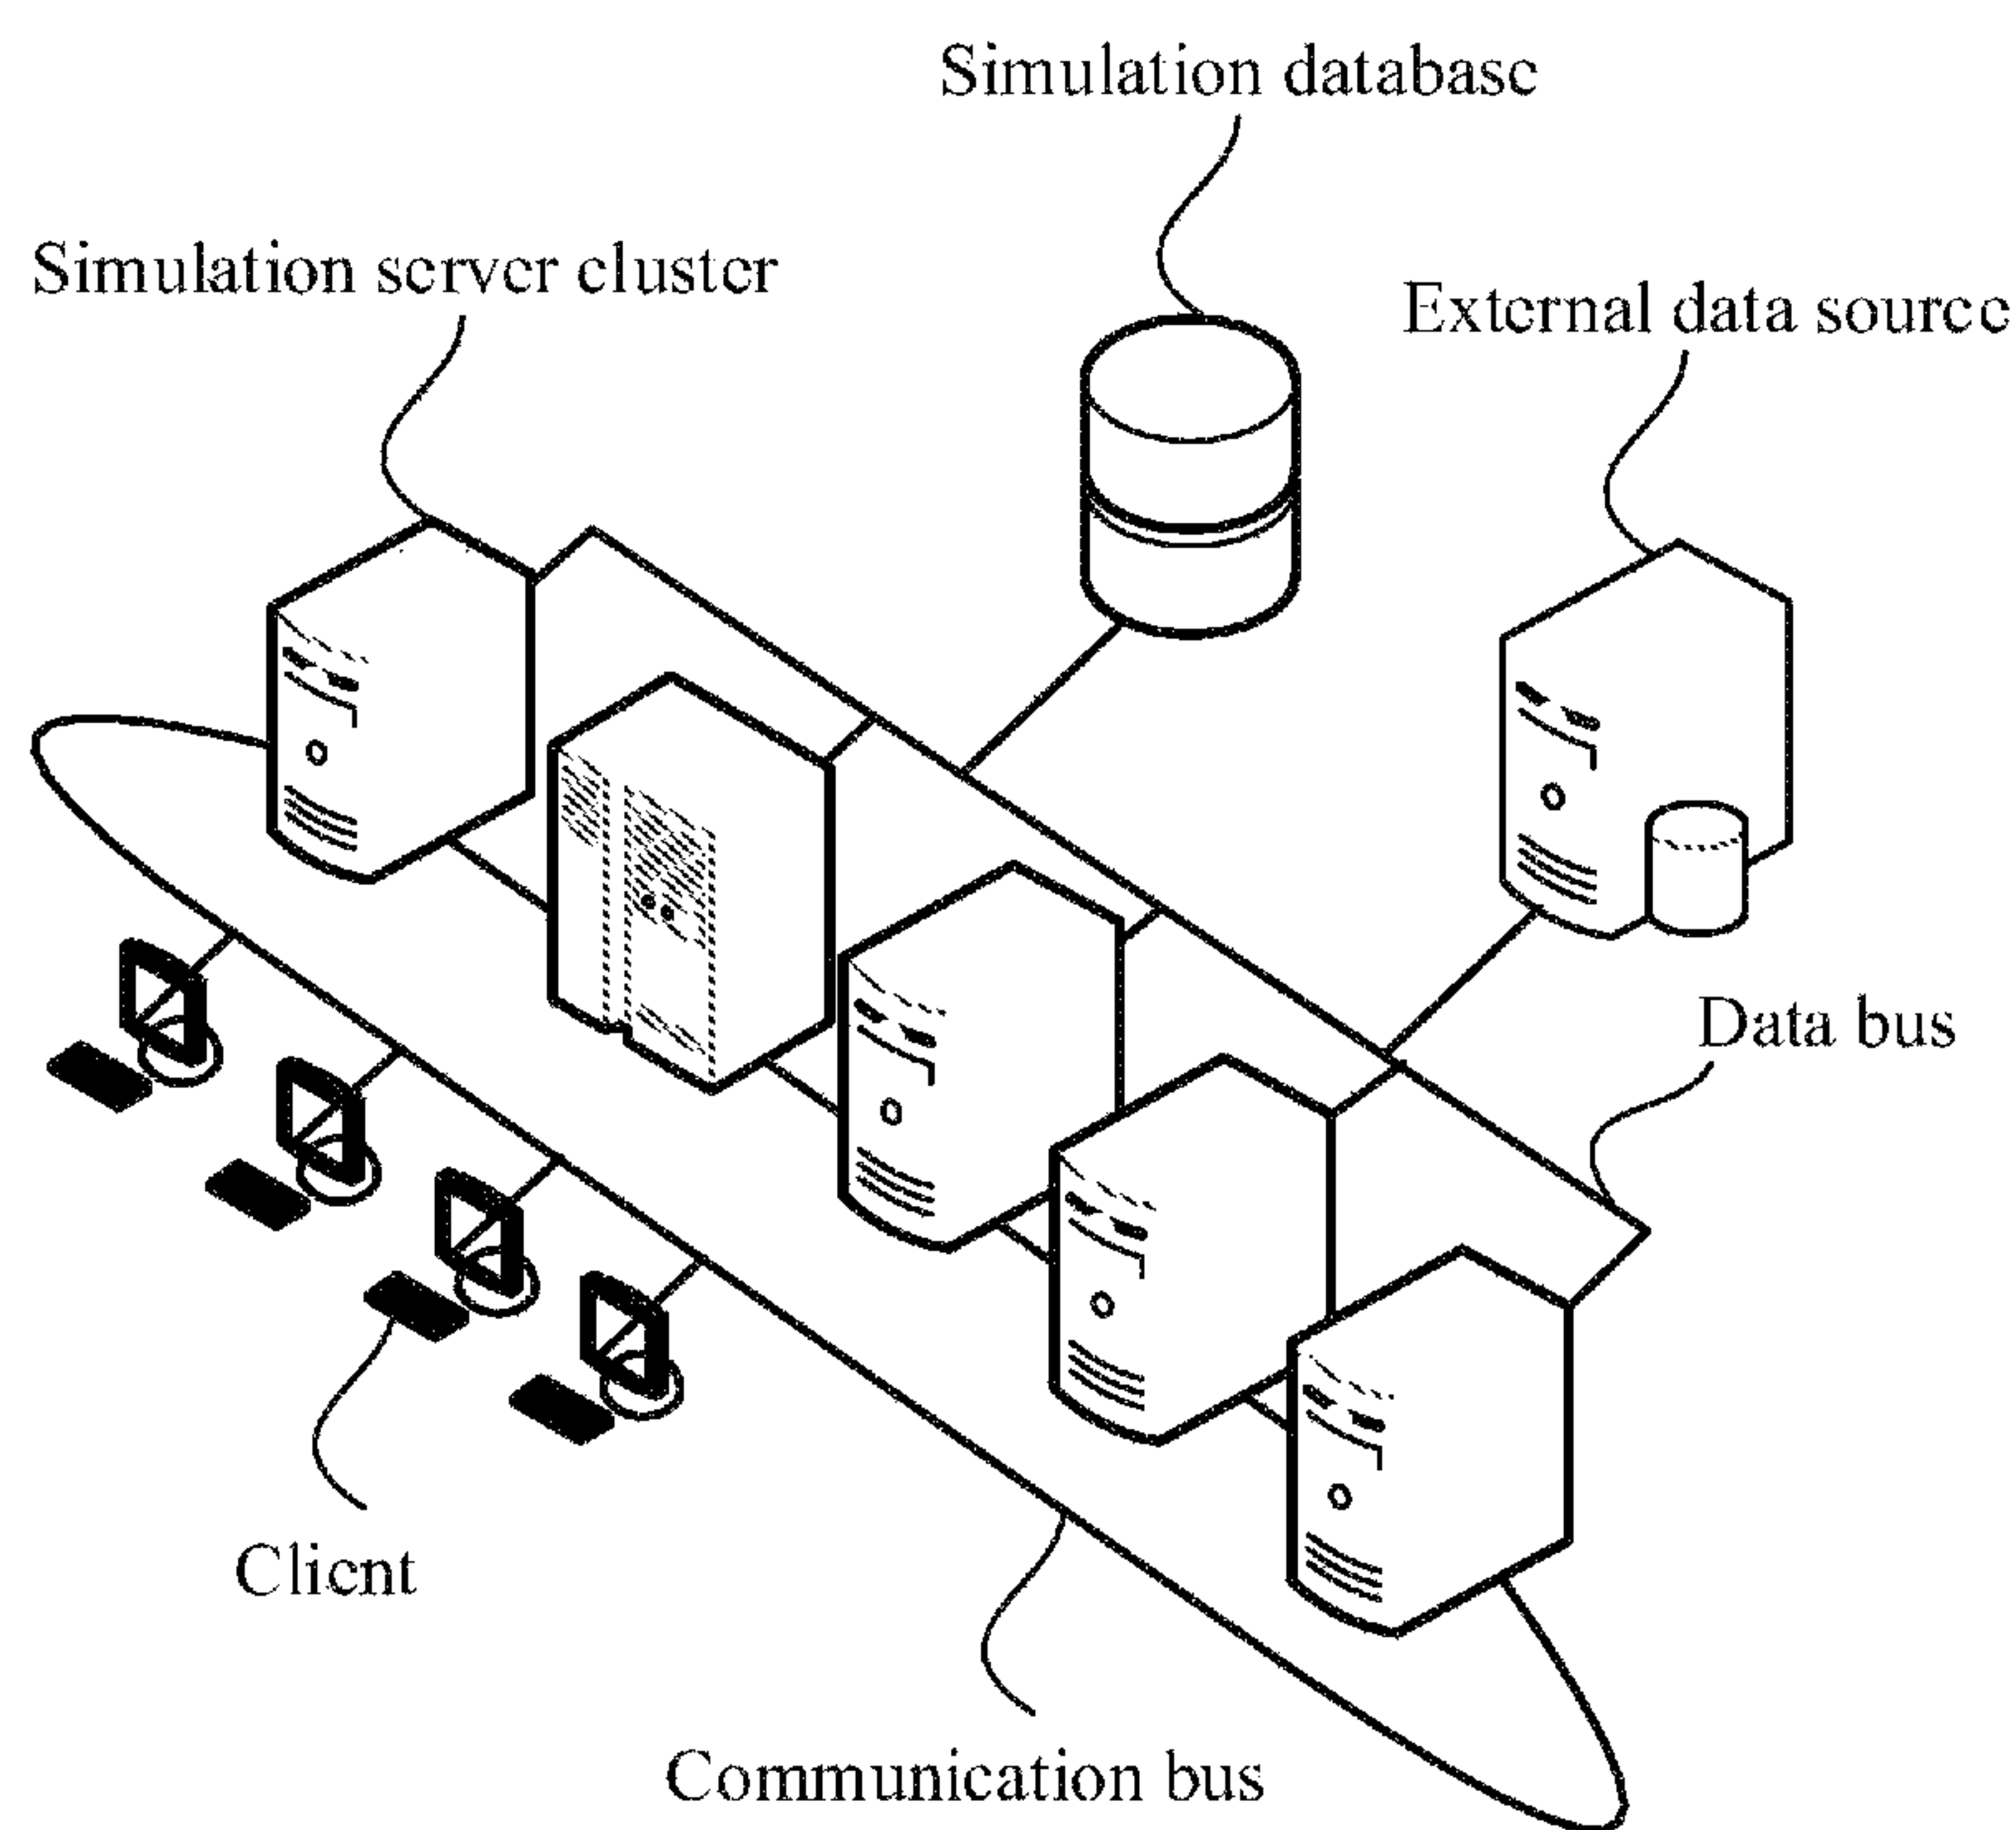 Simulation database
Simulation server cluster
External data source
Data bus
Client
Communication bus